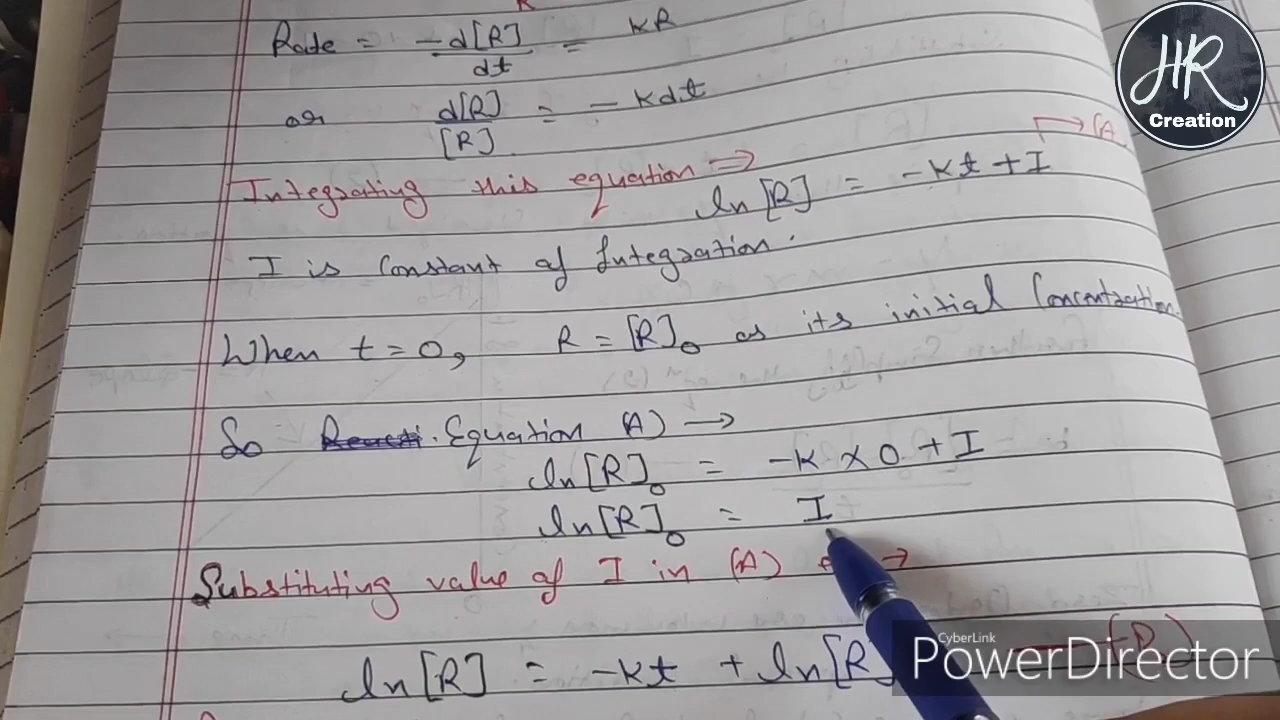 HR
Creation
Rate = -d[R]/dt = KR
or d[R]/[R] = -Kdt
(A
Integrating this equation ⇒ ln[R] = -Kt + I
I is Constant of Integration.
When t=0, R = [R]₀ as its initial Concentration.
So Equation (A) →
ln[R]₀ = -K × 0 + I
ln[R]₀ = I
Substituting value of I in (A) →
ln[R] = -Kt + ln[R
CyberLink
PowerDirector